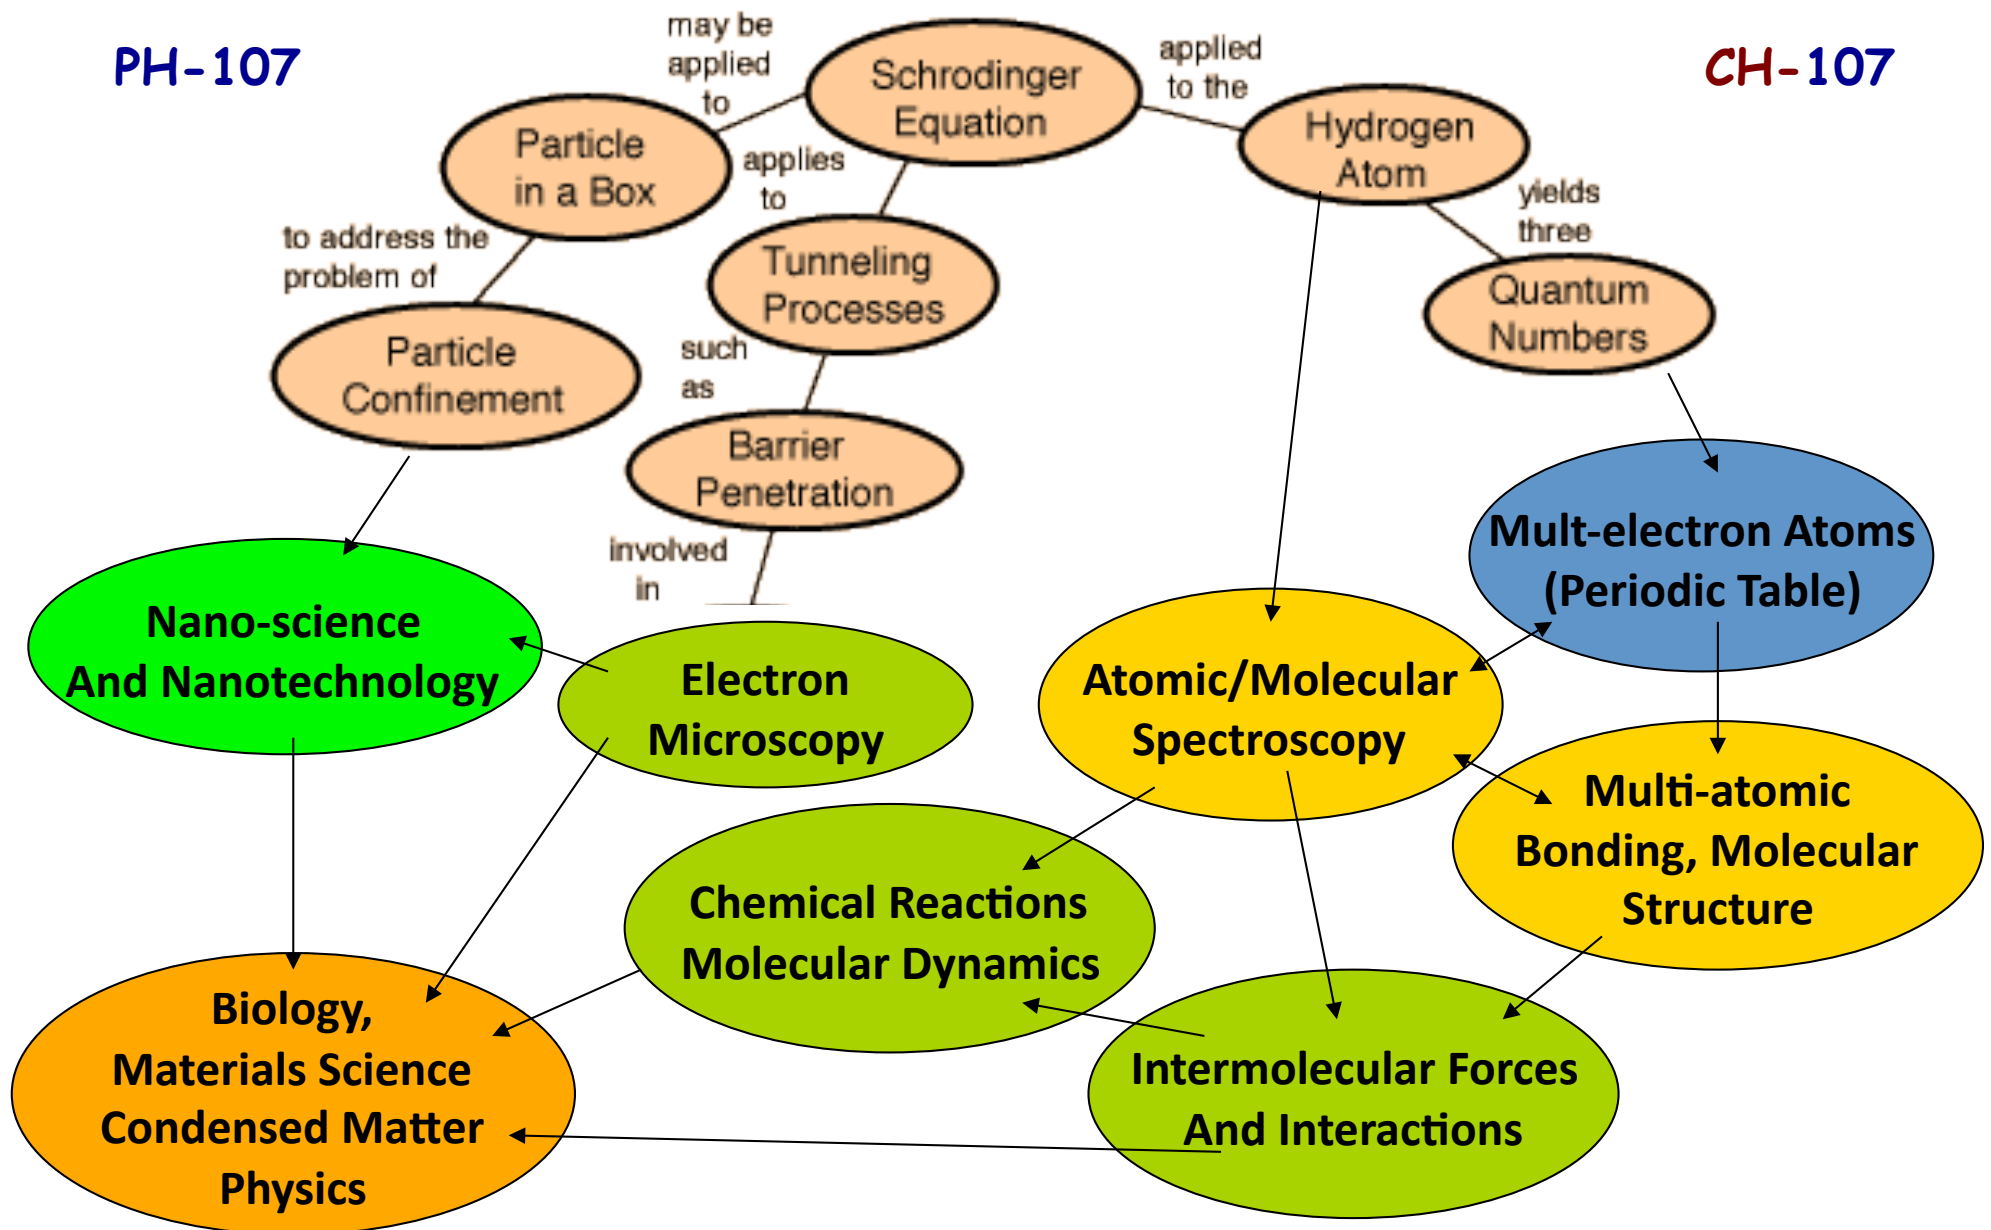 PH-107
CH-107
may be
applied
to
Schrodinger
Equation
applied
to the
Hydrogen
Atom
Particle
in a Box
applies
to
yields
three
to address the
problem of
Tunneling
Processes
Quantum
Numbers
Particle
Confinement
such
as
Barrier
Penetration
involved
in
Mult-electron Atoms
(Periodic Table)
Nano-science
And Nanotechnology
Electron
Microscopy
Atomic/Molecular
Spectroscopy
Multi-atomic
Bonding, Molecular
Structure
Chemical Reactions
Molecular Dynamics
Biology,
Materials Science
Condensed Matter
Physics
Intermolecular Forces
And Interactions